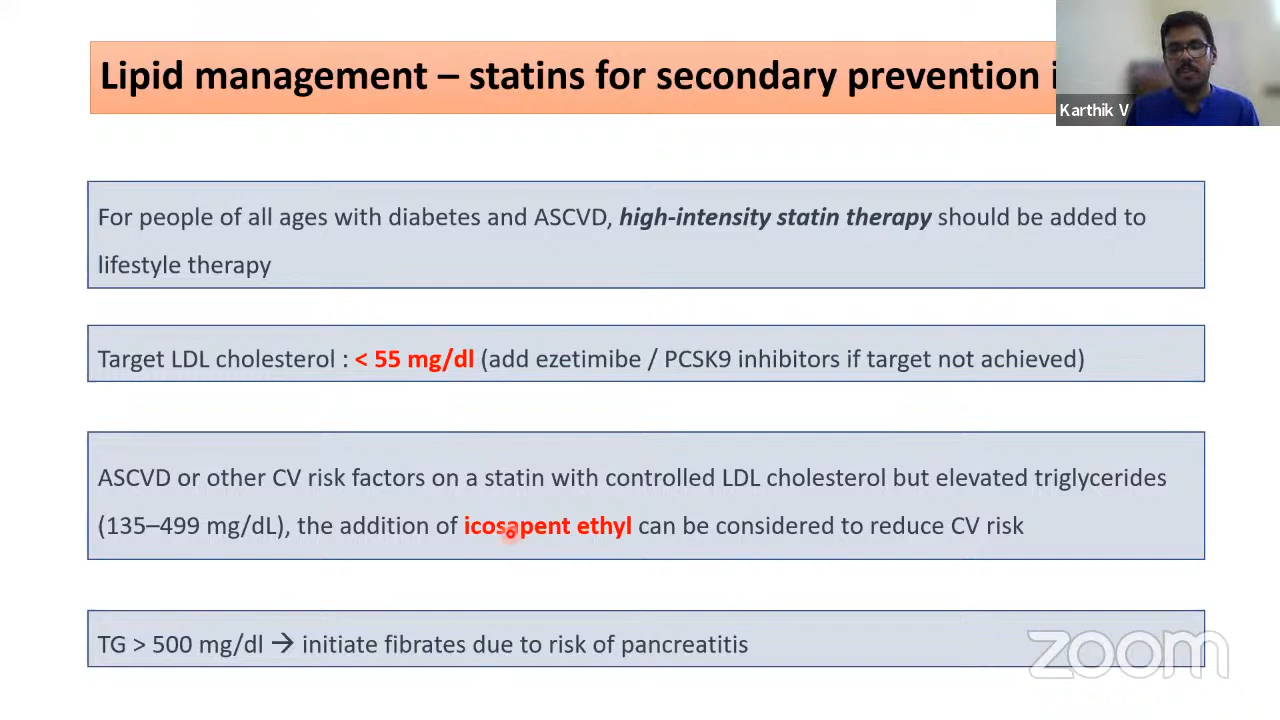 Lipid management – statins for secondary prevention
Karthik V
For people of all ages with diabetes and ASCVD, high-intensity statin therapy should be added to
lifestyle therapy
Target LDL cholesterol : < 55 mg/dl (add ezetimibe / PCSK9 inhibitors if target not achieved)
ASCVD or other CV risk factors on a statin with controlled LDL cholesterol but elevated triglycerides
(135–499 mg/dL), the addition of icosapent ethyl can be considered to reduce CV risk
TG > 500 mg/dl → initiate fibrates due to risk of pancreatitis
zoom